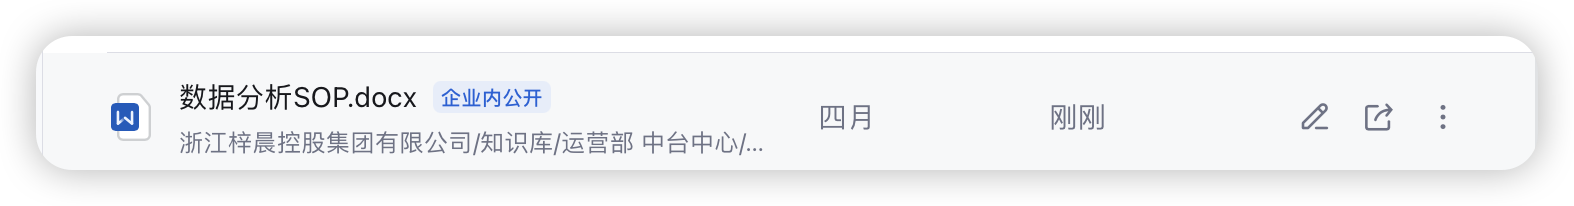 数据分析SOP.docx 企业内公开
浙江梓晨控股集团有限公司/知识库/运营部 中台中心/...
四月
刚刚